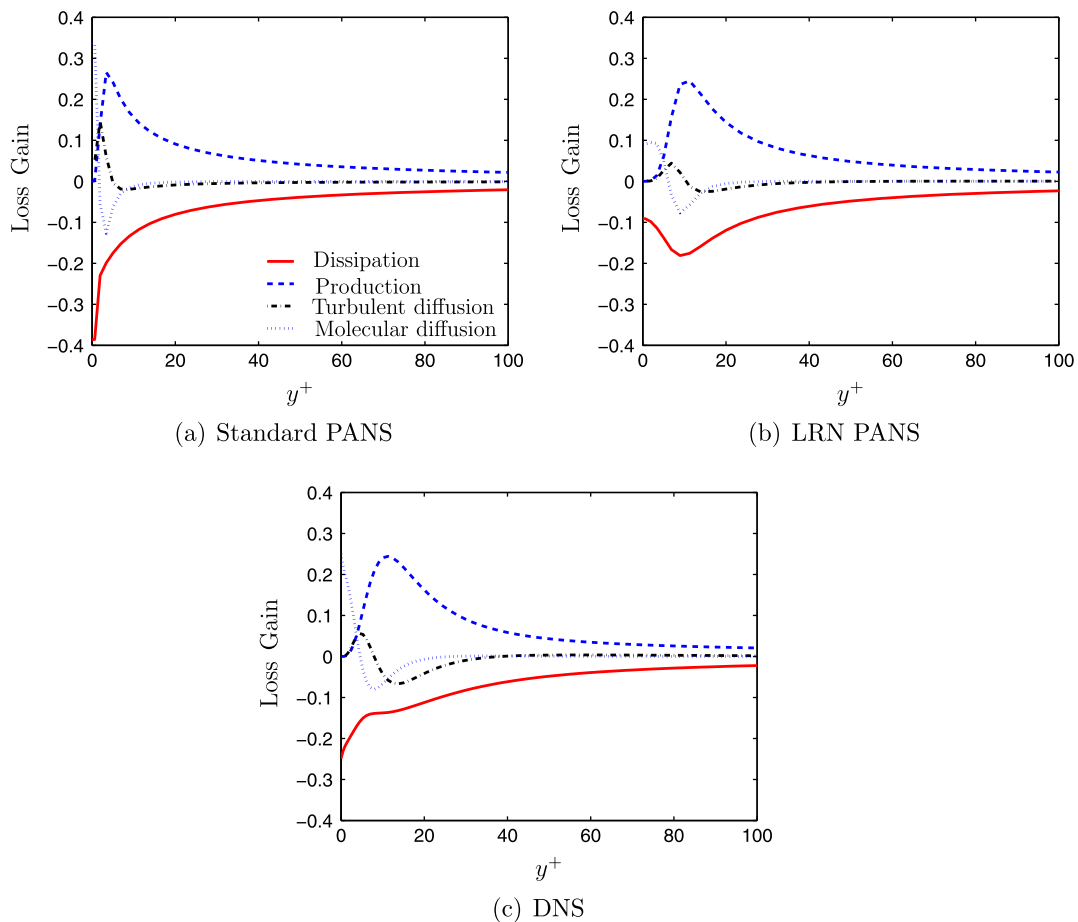 0.4
0.3
0.2
0.1
0
−0.1
−0.2
−0.3
−0.4
Loss Gain
0 20 40 60 80 100
y+
Dissipation
Production
Turbulent diffusion
Molecular diffusion
(a) Standard PANS
0.4
0.3
0.2
0.1
0
−0.1
−0.2
−0.3
−0.4
Loss Gain
0 20 40 60 80 100
y+
(b) LRN PANS
0.4
0.3
0.2
0.1
0
−0.1
−0.2
−0.3
−0.4
Loss Gain
0 20 40 60 80 100
y+
(c) DNS